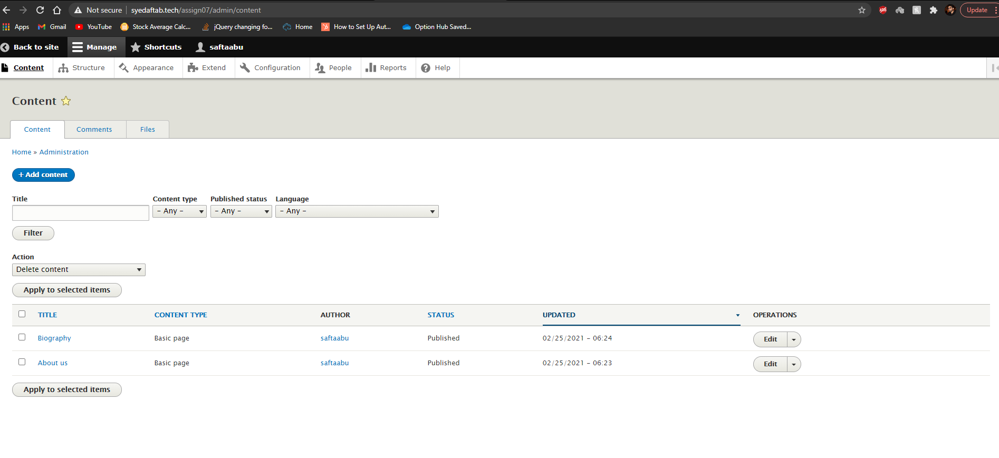 Not secure | syedaftab.tech/assign07/admin/content Update
Apps Gmail YouTube Stock Average Calc... jQuery changing fo... Home How to Set Up Aut... Option Hub Saved...
Back to site Manage Shortcuts saftaabu
Content Structure Appearance Extend Configuration People Reports Help
Content
Content Comments Files
Home » Administration
+ Add content
Title Content type Published status Language
- Any - - Any - - Any -
Filter
Action
Delete content
Apply to selected items
TITLE CONTENT TYPE AUTHOR STATUS UPDATED OPERATIONS
Biography Basic page saftaabu Published 02/25/2021 - 06:24 Edit
About us Basic page saftaabu Published 02/25/2021 - 06:23 Edit
Apply to selected items